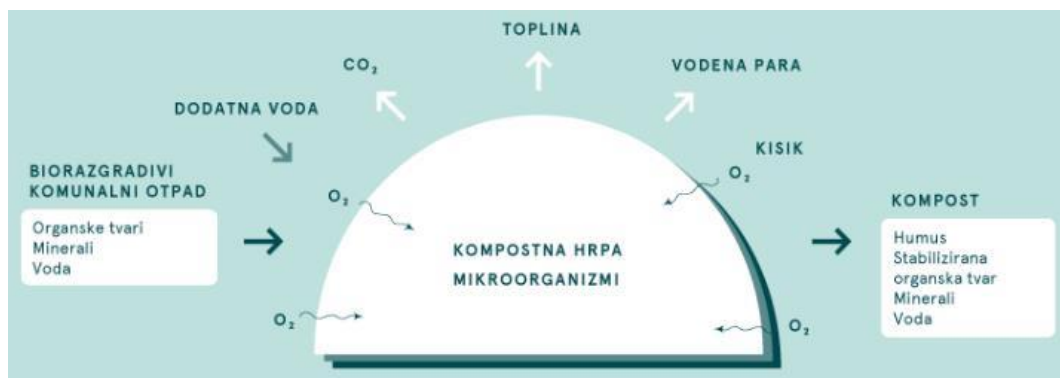 TOPLINA
CO₂
VODENA PARA
DODATNA VODA
KISIK
BIORAZGRADIVI
KOMUNALNI OTPAD
Organske tvari
Minerali
Voda
O₂
O₂
KOMPOSTNA HRPA
MIKROORGANIZMI
O₂
O₂
KOMPOST
Humus
Stabilizirana
organska tvar
Minerali
Voda